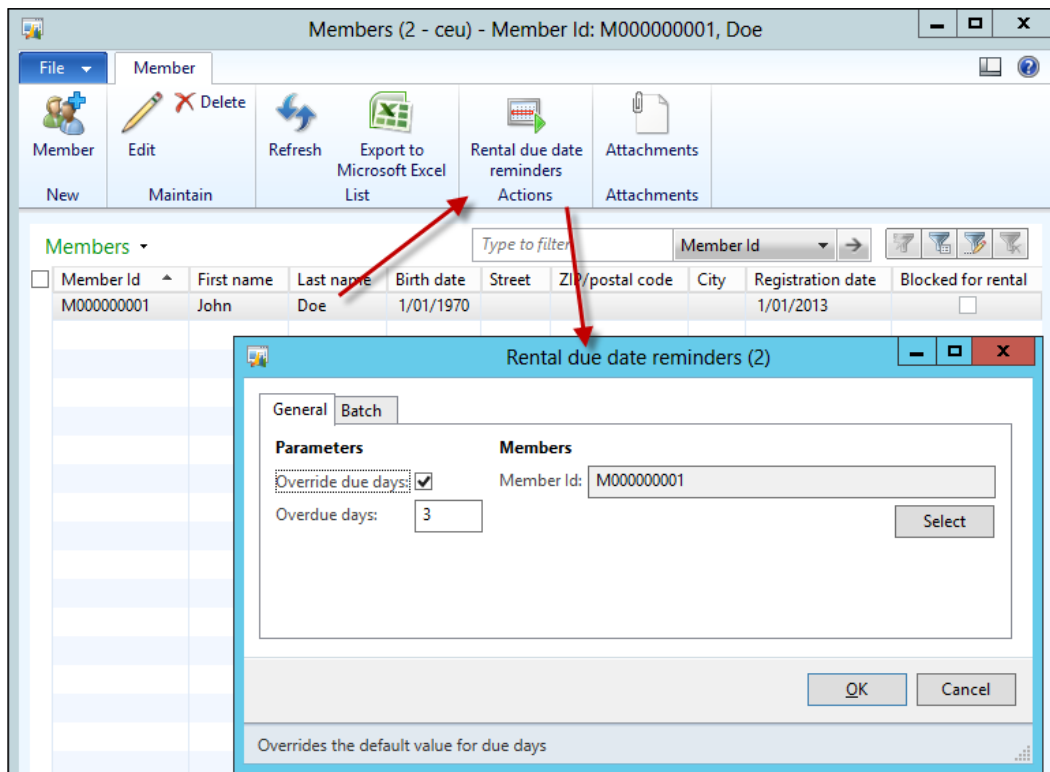 Members (2 - ceu) - Member Id: M000000001, Doe
File Member
Member Edit Delete Refresh Export to Microsoft Excel Rental due date reminders Attachments
New Maintain List Actions Attachments
Members Type to filter Member Id
Member Id First name Last name Birth date Street ZIP/postal code City Registration date Blocked for rental
M000000001 John Doe 1/01/1970 1/01/2013
Rental due date reminders (2)
General Batch
Parameters Members
Override due days: Member Id: M000000001
Overdue days: 3 
Select
OK Cancel
Overrides the default value for due days